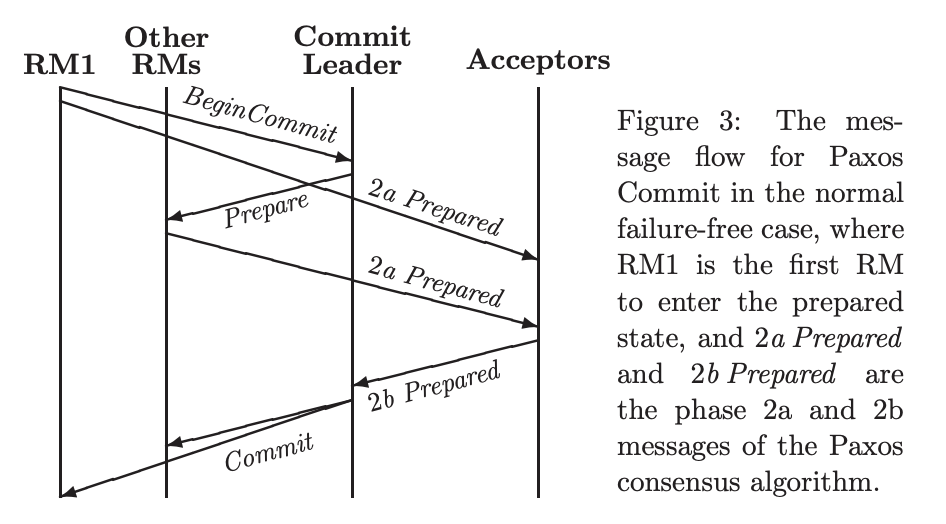 RM1
Other
RMs
Commit
Leader
Acceptors
BeginCommit
2a Prepared
Prepare
2a Prepared
2b Prepared
Commit
Figure 3: The mes-
sage flow for Paxos
Commit in the normal
failure-free case, where
RM1 is the first RM
to enter the prepared
state, and 2a Prepared
and 2b Prepared are
the phase 2a and 2b
messages of the Paxos
consensus algorithm.